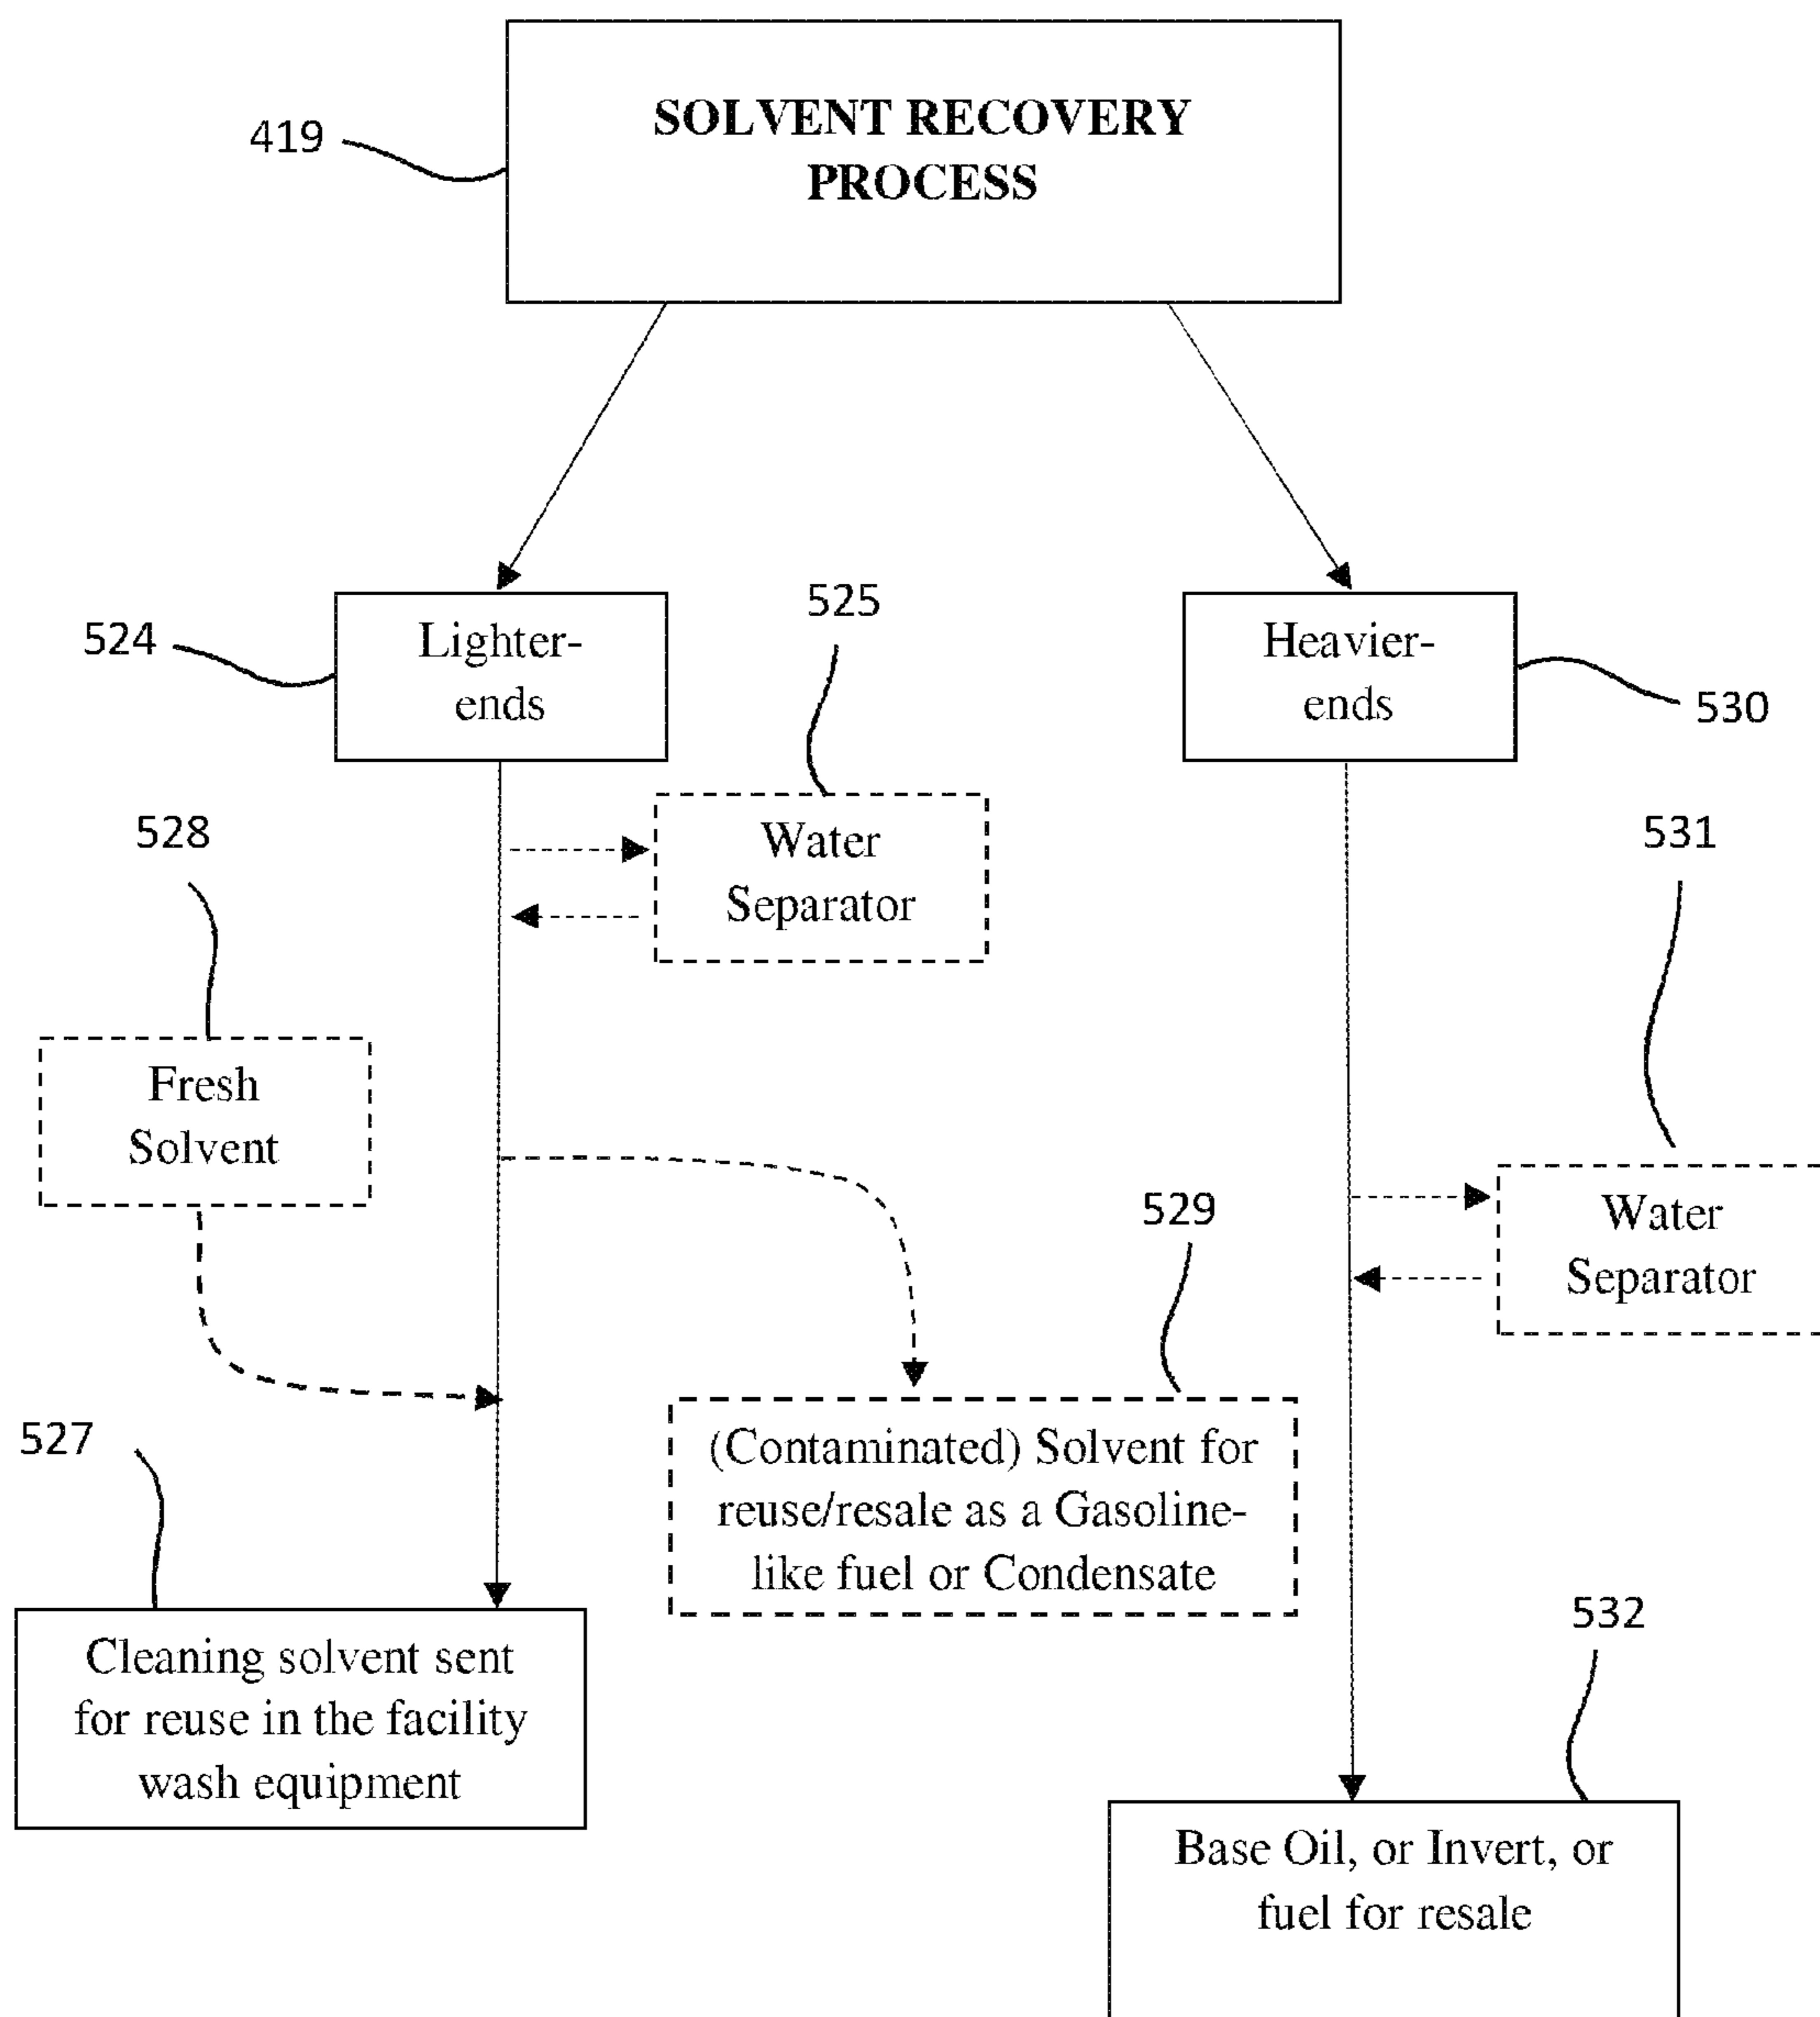 SOLVENT RECOVERY
PROCESS
419
524
Lighter-
ends
525
Heavier-
ends
530
528
Water
Separator
531
Fresh
Solvent
529
Water
Separator
527
(Contaminated) Solvent for
reuse/resale as a Gasoline-
like fuel or Condensate
532
Cleaning solvent sent
for reuse in the facility
wash equipment
Base Oil, or Invert, or
fuel for resale